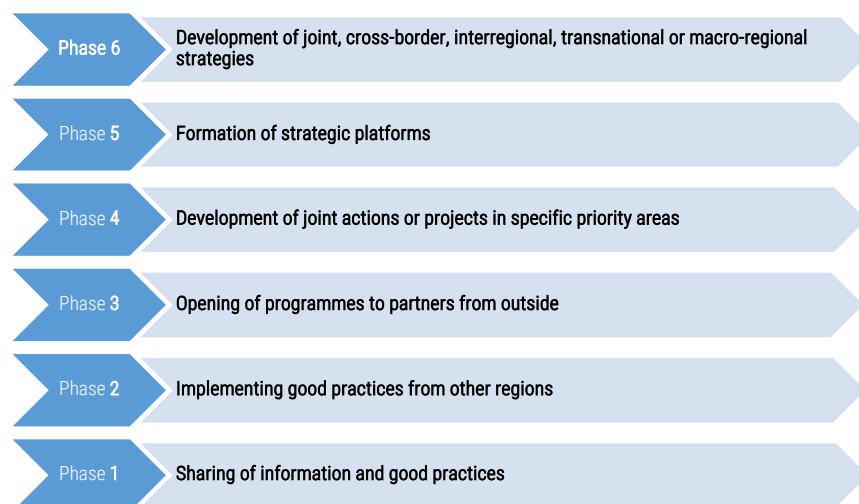 Phase 6
Development of joint, cross-border, interregional, transnational or macro-regional
strategies
Phase 5
Formation of strategic platforms
Phase 4
Development of joint actions or projects in specific priority areas
Phase 3
Opening of programmes to partners from outside
Phase 2
Implementing good practices from other regions
Phase 1
Sharing of information and good practices